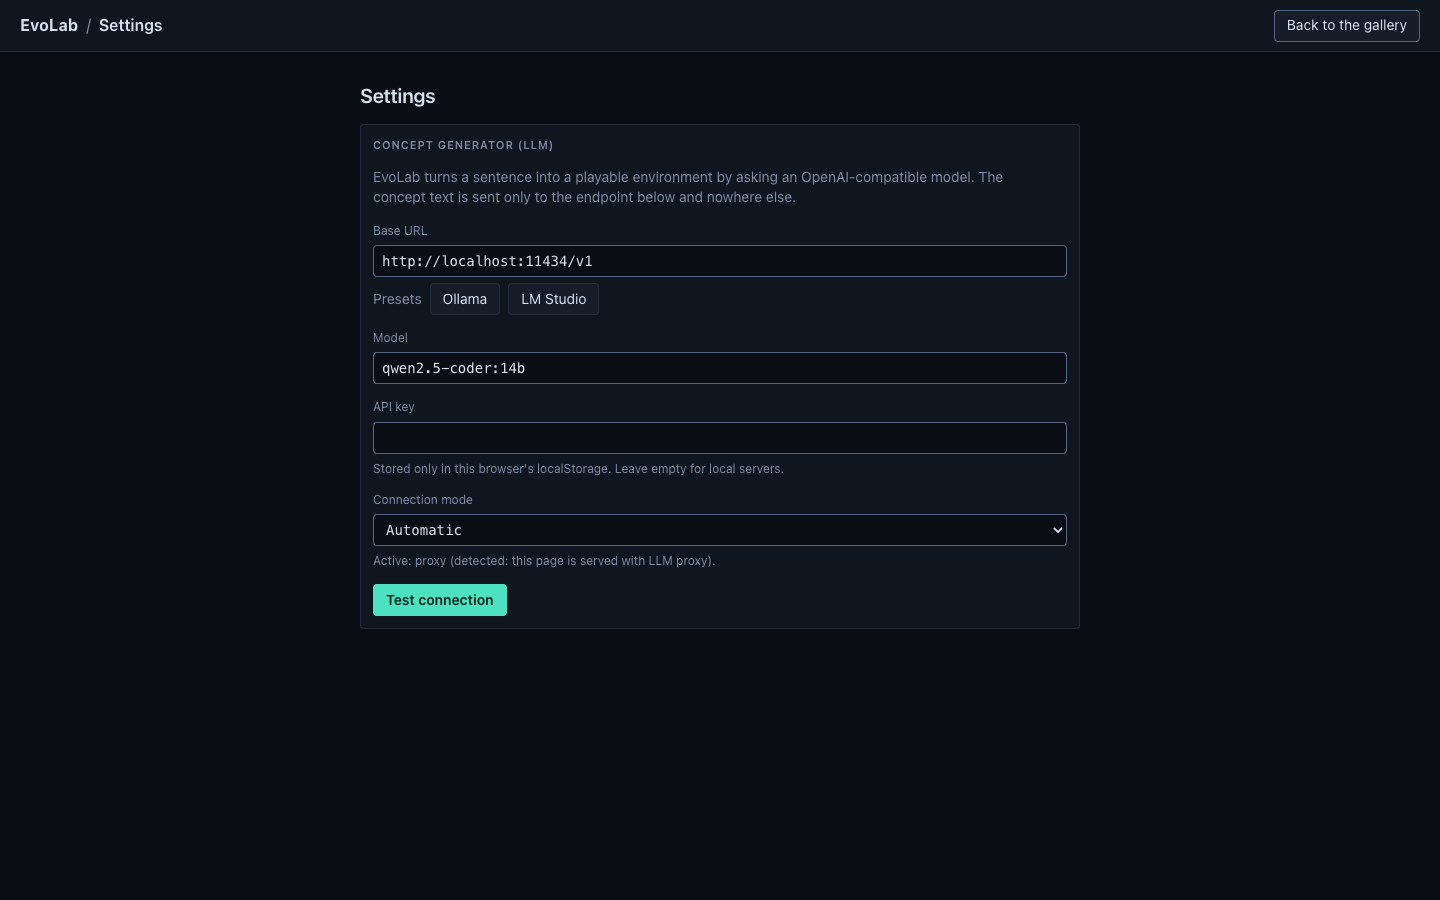 EvoLab / Settings
Back to the gallery
Settings
CONCEPT GENERATOR (LLM)
EvoLab turns a sentence into a playable environment by asking an OpenAI-compatible model. The
concept text is sent only to the endpoint below and nowhere else.
Base URL
http://localhost:11434/v1
Presets Ollama LM Studio
Model
qwen2.5-coder:14b
API key
Stored only in this browser's localStorage. Leave empty for local servers.
Connection mode
Automatic
Active: proxy (detected: this page is served with LLM proxy).
Test connection